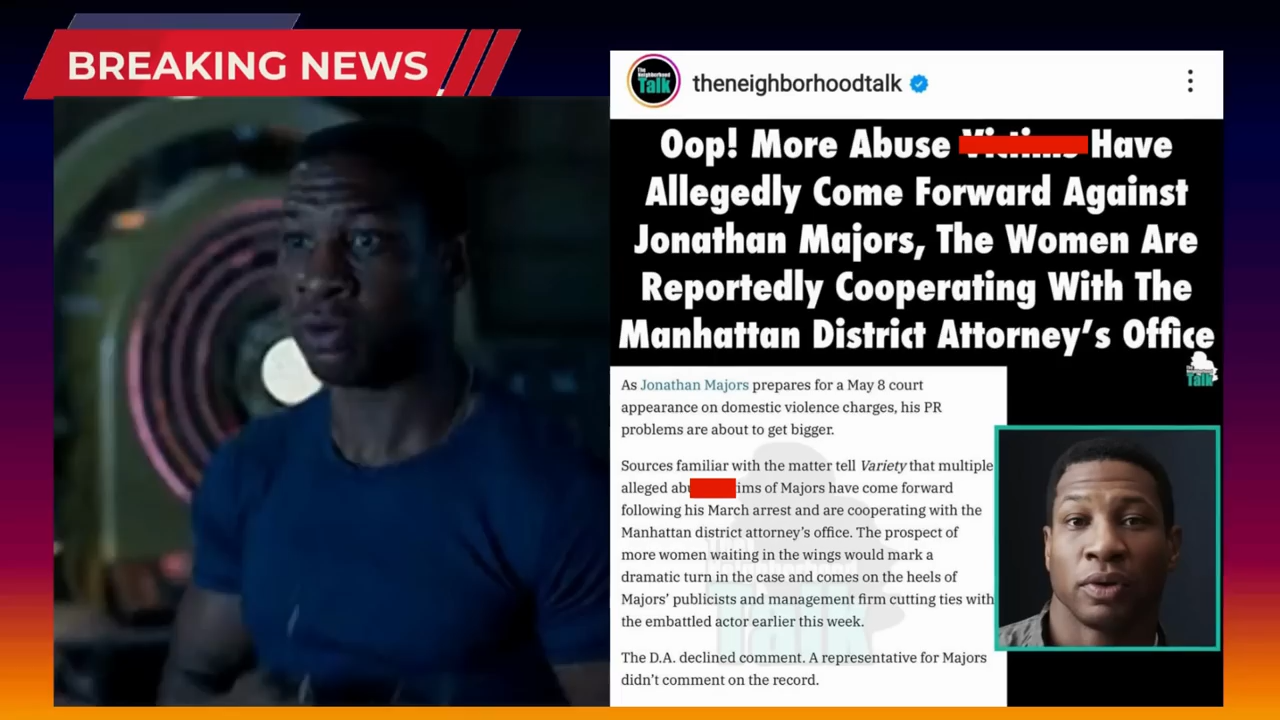 BREAKING NEWS
The
Neighborhood
Talk
theneighborhoodtalk
Oop! More Abuse Have
Allegedly Come Forward Against
Jonathan Majors, The Women Are
Reportedly Cooperating With The
Manhattan District Attorney's Office
Talk
As Jonathan Majors prepares for a May 8 court
appearance on domestic violence charges, his PR
problems are about to get bigger.
Sources familiar with the matter tell Variety that multiple
alleged ims of Majors have come forward
following his March arrest and are cooperating with the
Manhattan district attorney's office. The prospect of
more women waiting in the wings would mark a
dramatic turn in the case and comes on the heels of
Majors' publicists and management firm cutting ties with
the embattled actor earlier this week.
The D.A. declined comment. A representative for Majors
didn't comment on the record.